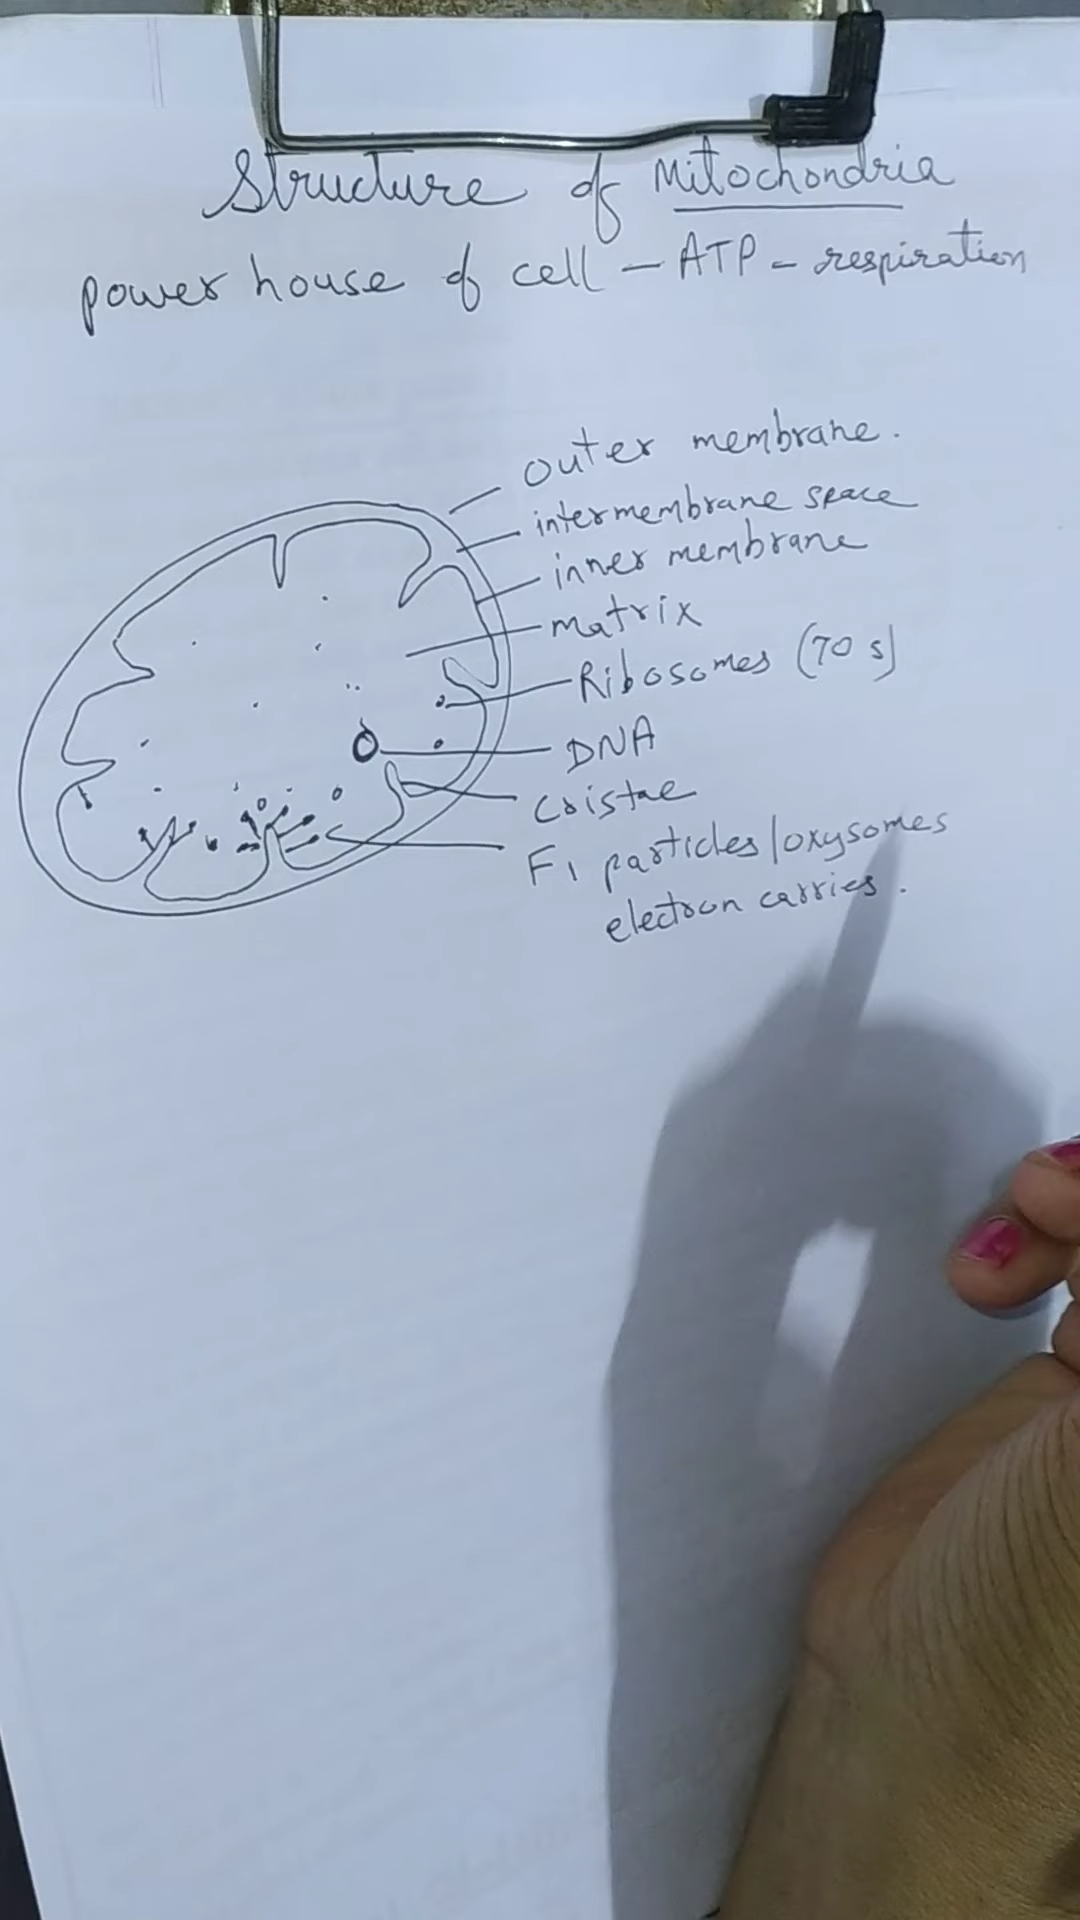 Structure of Mitochondria
power house of cell - ATP - respiration
outer membrane.
intermembrane space
inner membrane
matrix
Ribosomes (70 s)
DNA
Cristae
F1 particles/oxysomes
electron carries.